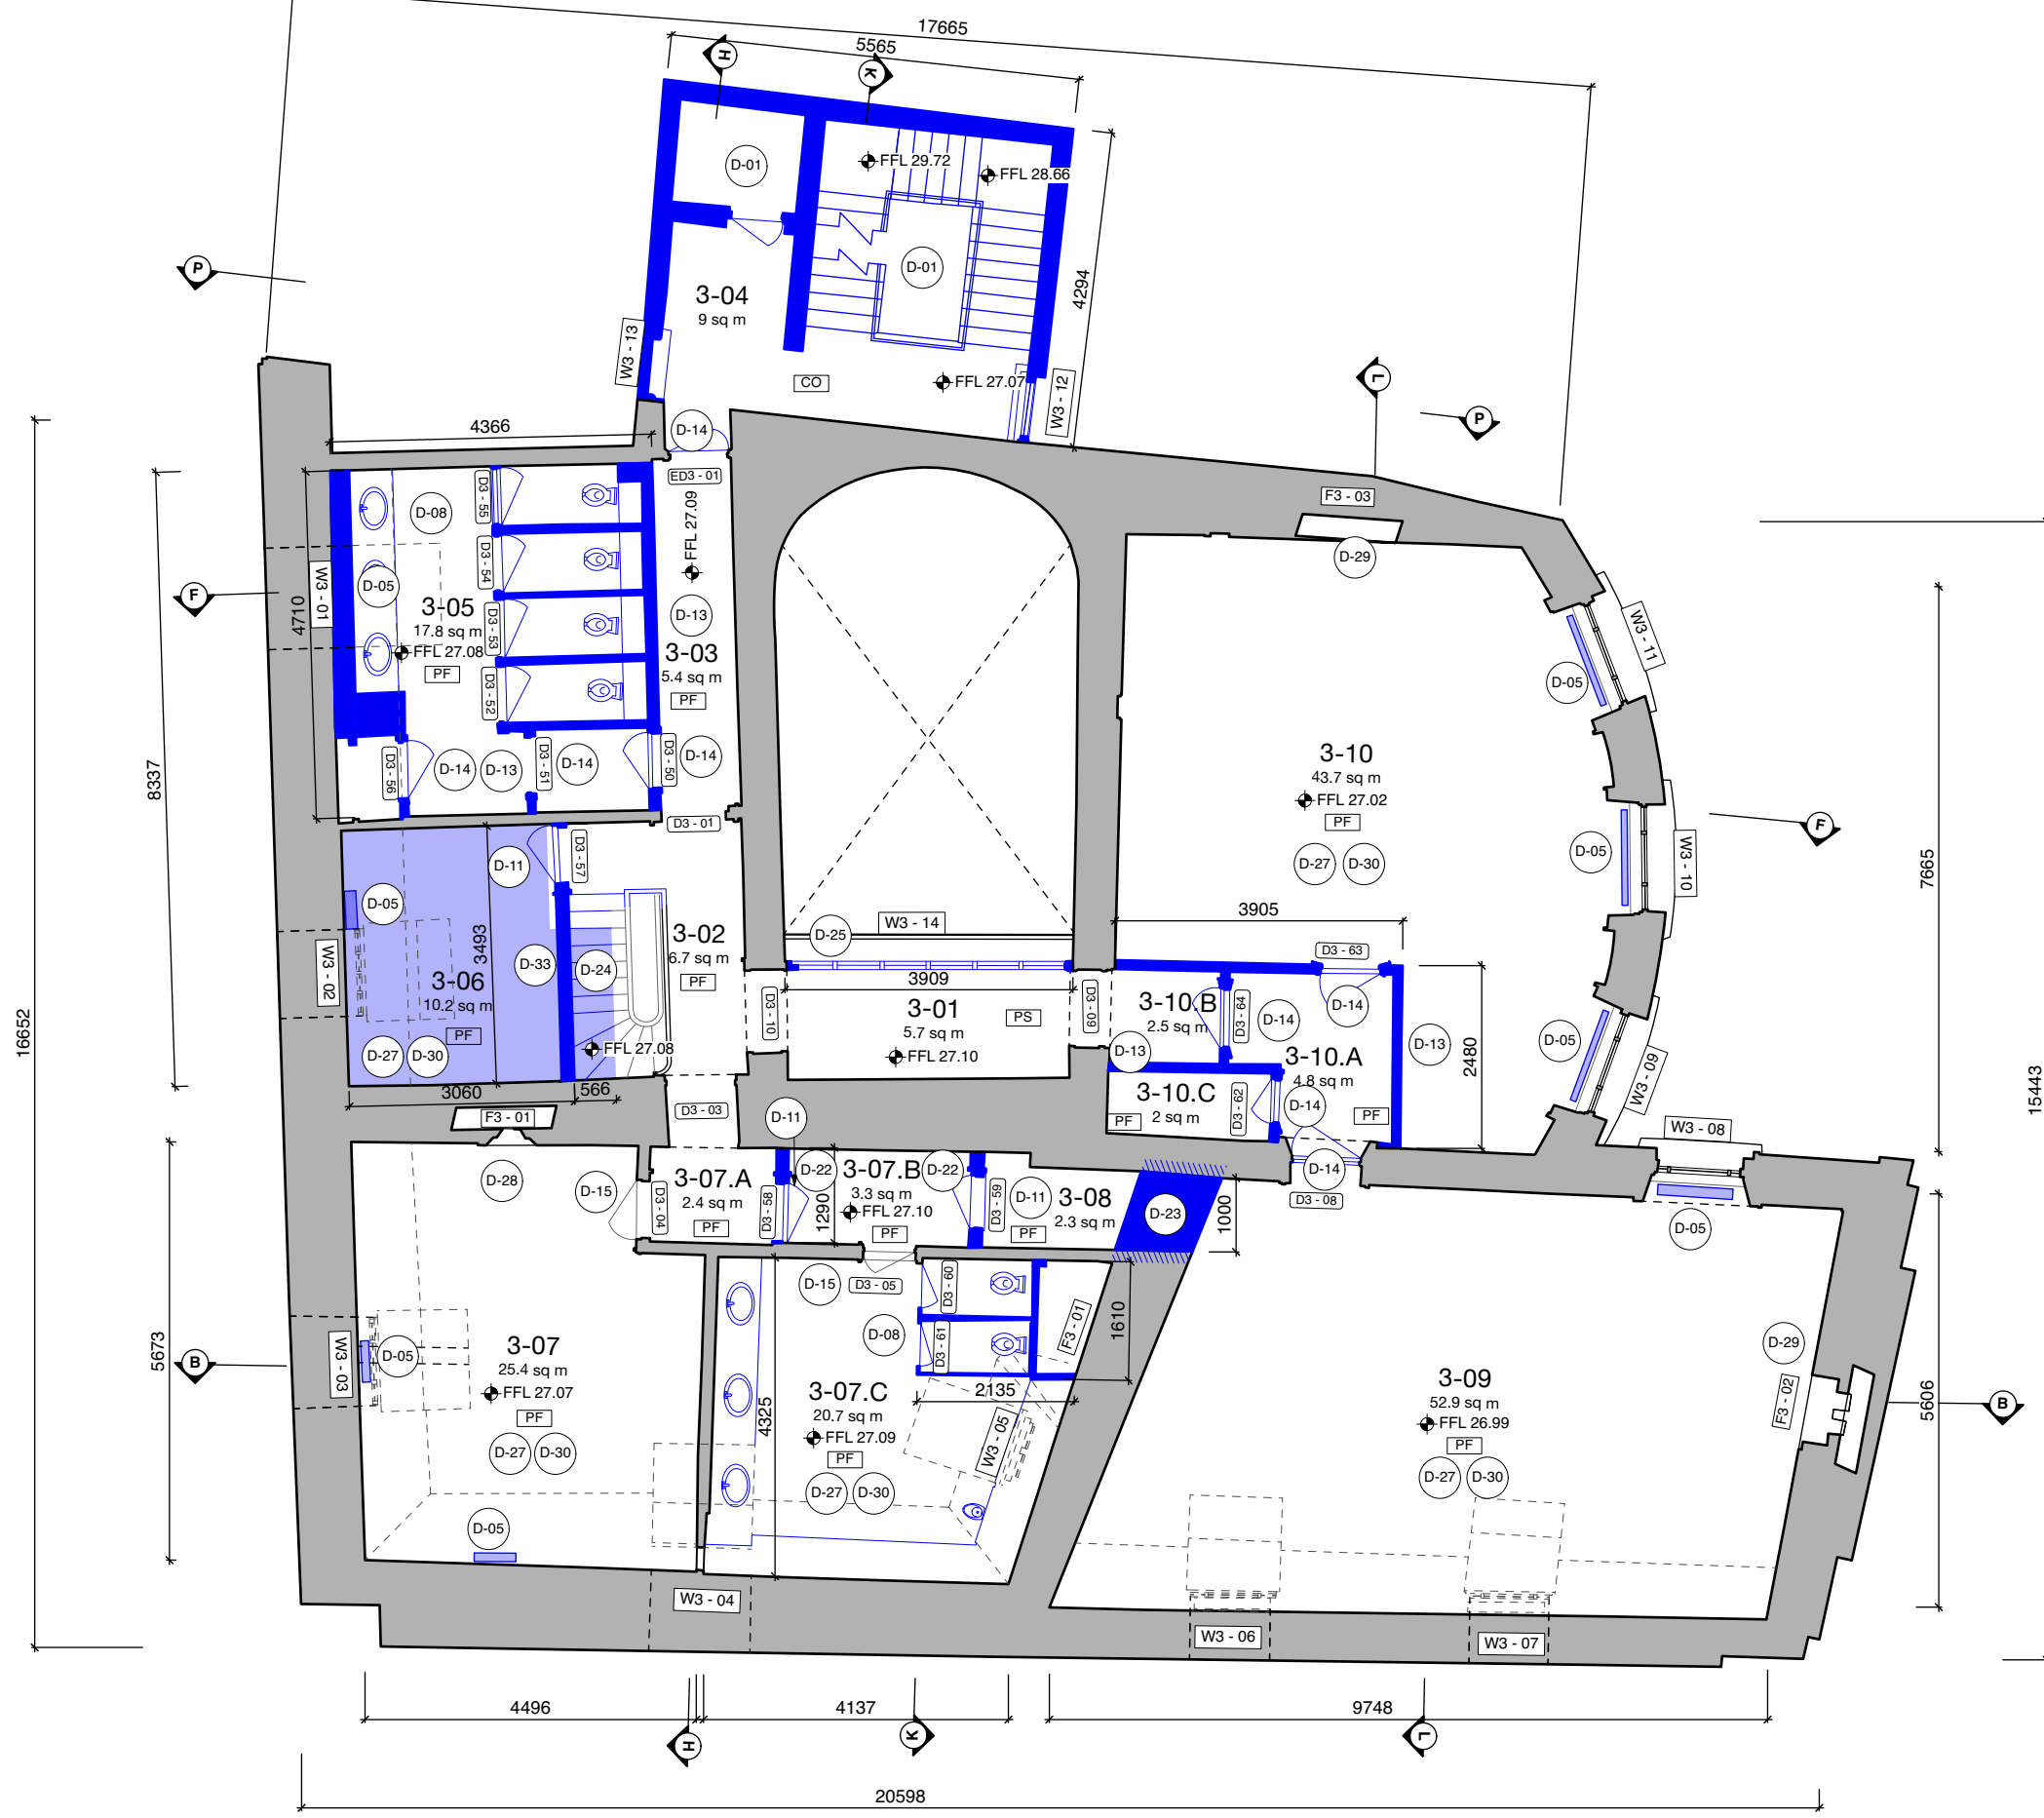 17665
5565
H
K
D-01
FFL 29.72
FFL 28.66
D-01
4294
P
3-04
9 sq m
W3 - 13
CO
FFL 27.07
W3 - 12
L
P
4366
D-14
ED3 - 01
FFL 27.09
F3 - 03
D-29
D-08
D3 - 55
D3 - 54
D-05
W3 - 01
4710
F
3-05
17.8 sq m
FFL 27.08
PF
D3 - 53
D3 - 52
D-13
3-03
5.4 sq m
PF
W3 - 11
D-05
8337
D3 - 56
D-14
D-13
D3 - 51
D-14
D3 - 50
D-14
D3 - 01
3-10
43.7 sq m
FFL 27.02
PF
D-27
D-30
D-05
W3 - 10
F
7665
D-11
D3 - 57
D-05
3493
W3 - 02
3-06
10.2 sq m
PF
D-33
D-24
D-27
D-30
FFL 27.08
3-02
6.7 sq m
PF
D-25
W3 - 14
3909
D3 - 10
3-01
5.7 sq m
PS
FFL 27.10
D3 - 09
3905
D3 - 63
3-10.B
2.5 sq m
D3 - 64
D-14
D-14
D-13
D-13
3-10.A
4.8 sq m
2480
3-10.C
2 sq m
D3 - 62
D-14
PF
PF
D-05
W3 - 09
16652
15443
3060
566
F3 - 01
D3 - 03
D-11
W3 - 08
D-28
D-15
D3 - 04
3-07.A
2.4 sq m
PF
D3 - 58
D-22
1290
3-07.B
3.3 sq m
FFL 27.10
PF
D-22
D3 - 59
D-11
3-08
2.3 sq m
PF
D-23
1000
D-14
D3 - 08
D-05
5673
B
W3 - 03
D-05
3-07
25.4 sq m
FFL 27.07
PF
D-27
D-30
D-05
D-15
D3 - 05
D3 - 60
D-08
D3 - 61
F3 - 01
1610
2135
4325
3-07.C
20.7 sq m
FFL 27.09
PF
D-27
D-30
W3 - 05
3-09
52.9 sq m
FFL 26.99
PF
D-27
D-30
D-29
F3 - 02
5606
B
W3 - 04
W3 - 06
W3 - 07
4496
4137
9748
H
K
L
20598